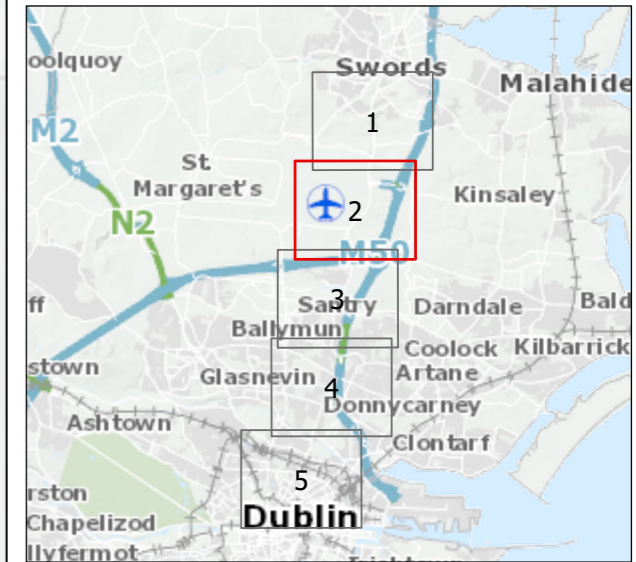 oolquoy
Swords
Malahide
M2
1
St.
Margaret's
Kinsaley
2
N2
M50
3
Santry
Darndale
Bald
ff
Ballymun
Coolock
Kilbarrick
stown
Glasnevin
Artane
4
Donnycarney
Ashtown
Clontarf
5
rston
Dublin
Chapelizod
llyfermot